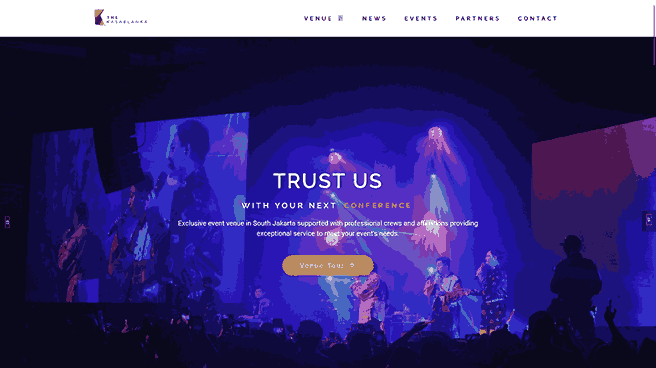 THE
KASABLANKA
VENUE
NEWS
EVENTS
PARTNERS
CONTACT
TRUST US
WITH YOUR NEXT CONFERENCE
Exclusive event venue in South Jakarta supported with professional crews and attentions providing
exceptional service to meet your event's needs.
Venue Tour